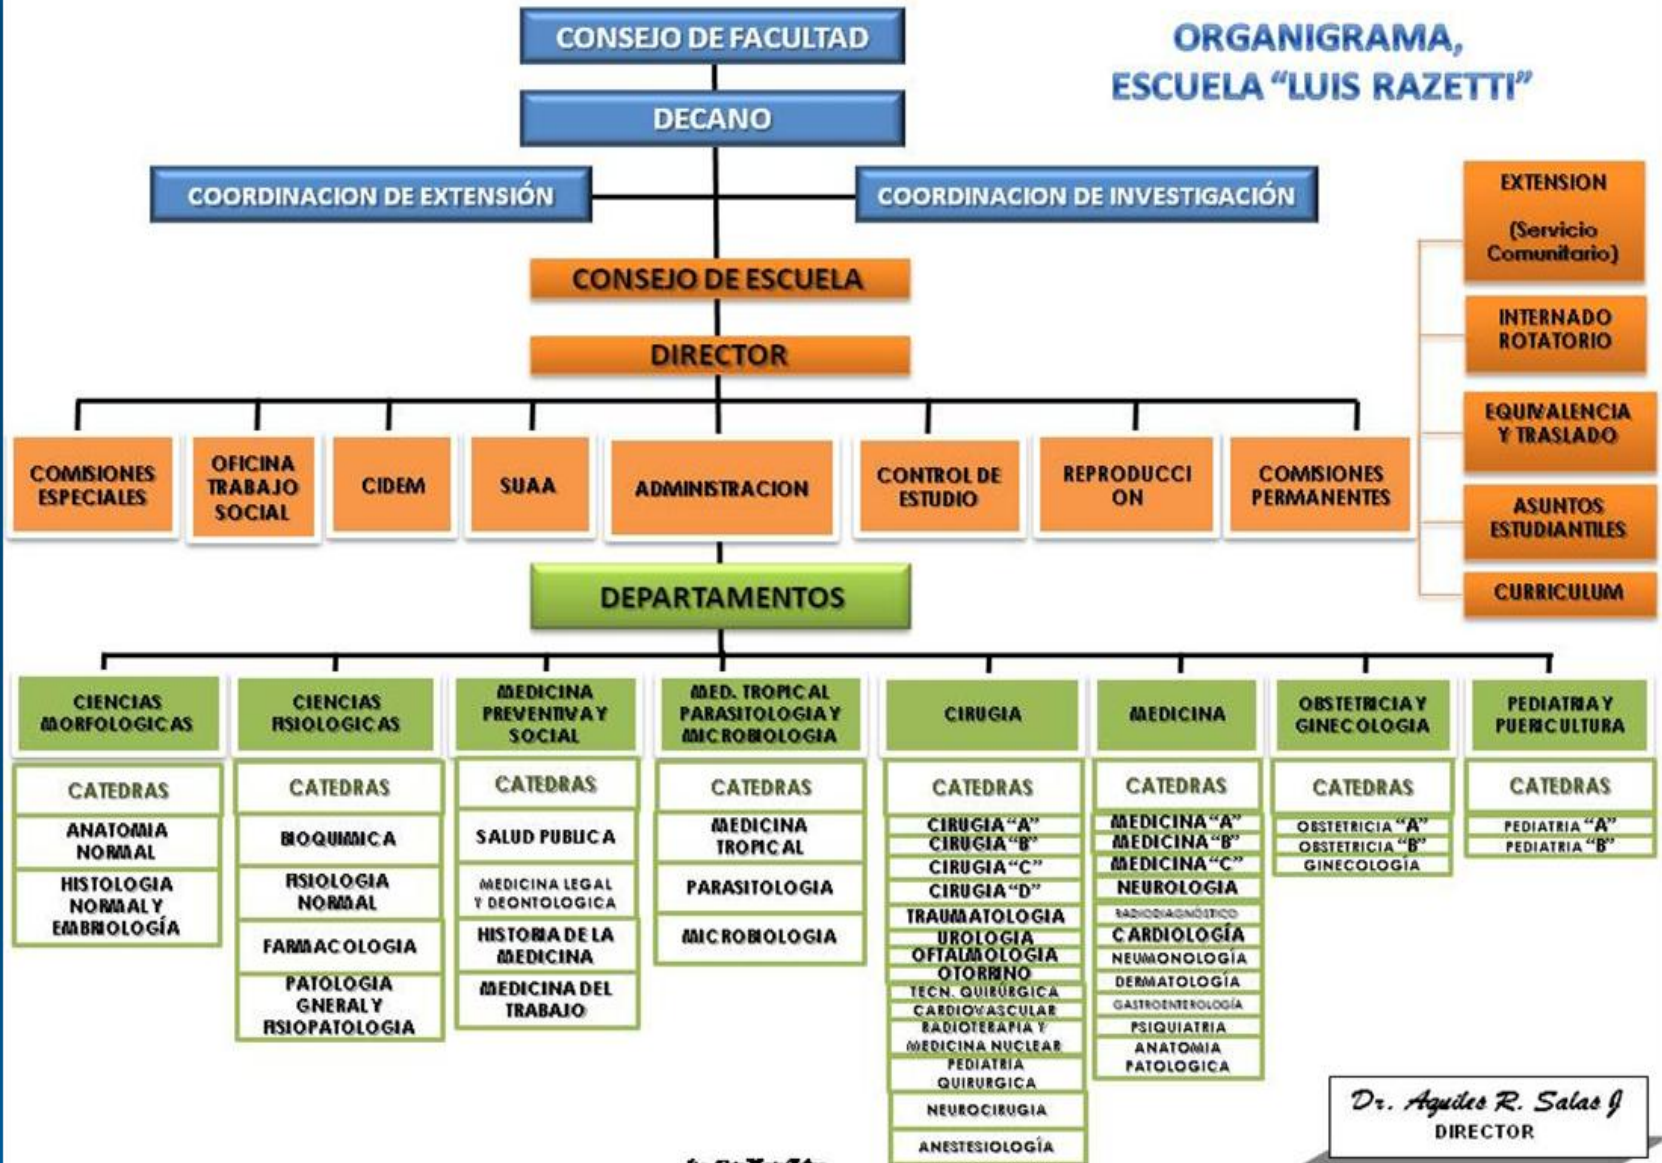 CONSEJO DE FACULTAD
ORGANIGRAMA,
ESCUELA “LUIS RAZETTI”
DECANO
COORDINACION DE EXTENSIÓN
COORDINACION DE INVESTIGACIÓN
CONSEJO DE ESCUELA
DIRECTOR
EXTENSION
(Servicio
Comunitario)
INTERNADO
ROTATORIO
EQUIVALENCIA
Y TRASLADO
ASUNTOS
ESTUDIANTILES
CURRICULUM
COMISIONES
ESPECIALES
OFICINA
TRABAJO
SOCIAL
CIDEM
SUAA
ADMINISTRACION
CONTROL DE
ESTUDIO
REPRODUCCI
ON
COMISIONES
PERMANENTES
DEPARTAMENTOS
CIENCIAS
MORFOLOGICAS
CATEDRAS
ANATOMIA
NORMAL
HISTOLOGIA
NORMAL Y
EMBRIOLOGÍA
CIENCIAS
FISIOLOGICAS
CATEDRAS
BIOQUIMICA
FISIOLOGIA
NORMAL
FARMACOLOGIA
PATOLOGIA
GNERAL Y
FISIOPATOLOGIA
MEDICINA
PREVENTIVA Y
SOCIAL
CATEDRAS
SALUD PUBLICA
MEDICINA LEGAL
Y DEONTOLOGICA
HISTORIA DE LA
MEDICINA
MEDICINA DEL
TRABAJO
MED. TROPICAL
PARASITOLOGIA Y
MICROBIOLOGIA
CATEDRAS
MEDICINA
TROPICAL
PARASITOLOGIA
MICROBIOLOGIA
CIRUGIA
CATEDRAS
CIRUGIA “A”
CIRUGIA “B”
CIRUGIA “C”
CIRUGIA “D”
TRAUMATOLOGIA
UROLOGIA
OFTALMOLOGIA
OTORRINO
TECN. QUIRÚRGICA
CARDIOVASCULAR
RADIOTERAPIA Y
MEDICINA NUCLEAR
PEDIATRIA
QUIRURGICA
NEUROCIRUGIA
ANESTESIOLOGÍA
MEDICINA
CATEDRAS
MEDICINA “A”
MEDICINA “B”
MEDICINA “C”
NEUROLOGIA
RADIODIAGNÓSTICO
CARDIOLOGÍA
NEUMONOLOGÍA
DERMATOLOGÍA
GASTROENTEROLOGÍA
PSIQUIATRIA
ANATOMIA
PATOLOGICA
OBSTETRICIA Y
GINECOLOGIA
CATEDRAS
OBSTETRICIA “A”
OBSTETRICIA “B”
GINECOLOGÍA
PEDIATRIA Y
PUERICULTURA
CATEDRAS
PEDIATRIA “A”
PEDIATRIA “B”
Dr. Aquiles R. Salas J
DIRECTOR